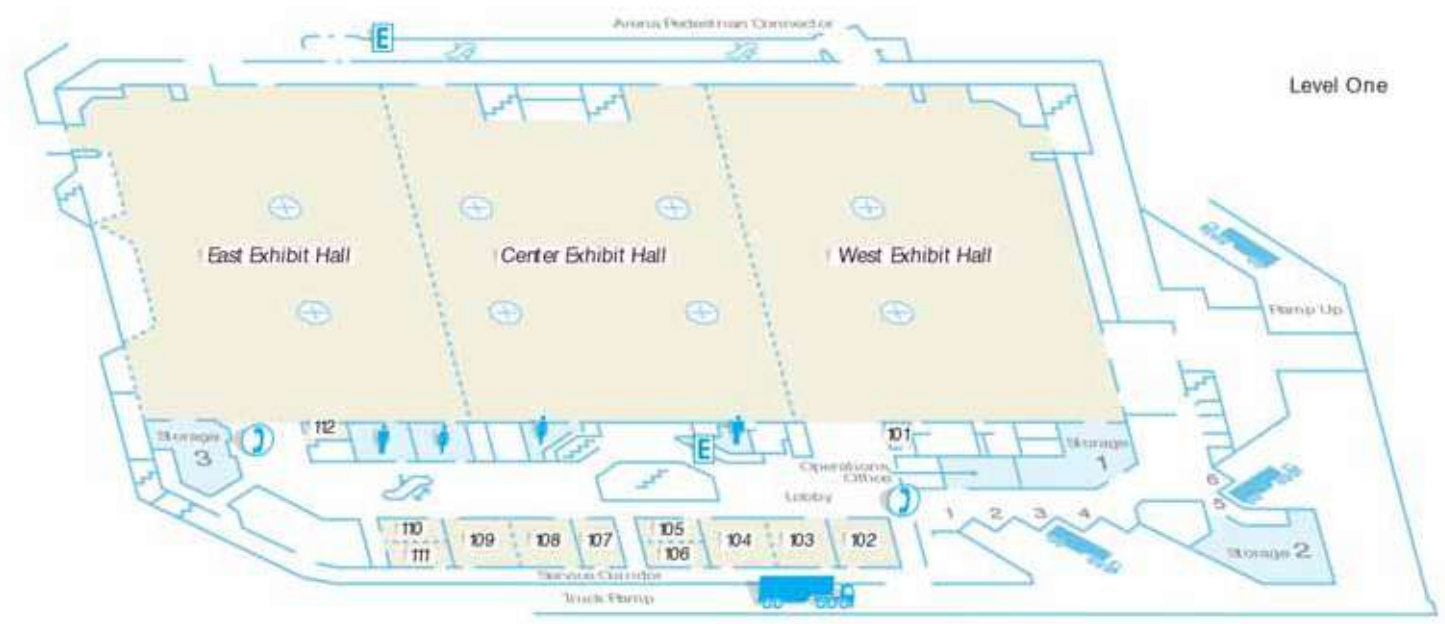 Arena Pedestrian Connector
E
Level One
East Exhibit Hall
Center Exhibit Hall
West Exhibit Hall
Ramp Up
112
101
Storage
3
E
Storage
1
Operations
Office
Lobby
1 2 3 4
6
5
110
111
109
108
107
105
106
104
103
102
Storage 2
Service Corridor
Truck Ramp